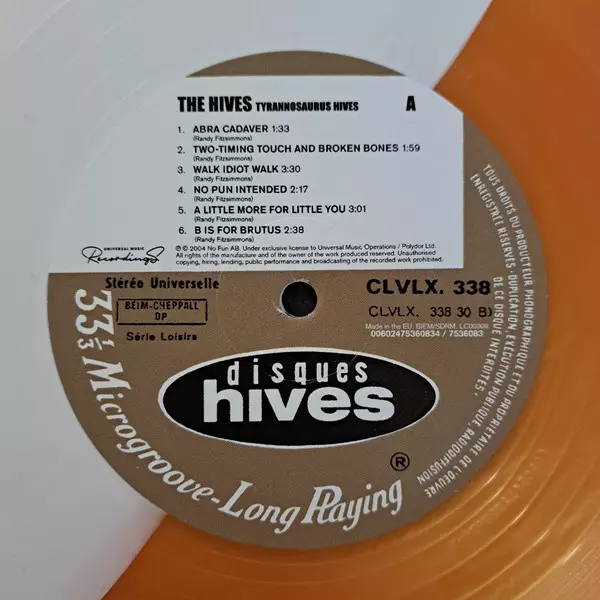 THE HIVES TYRANNOSAURUS HIVES A
1. ABRA CADAVER 1:33
(Randy Fitzsimmons)
2. TWO-TIMING TOUCH AND BROKEN BONES 1:59
(Randy Fitzsimmons)
3. WALK IDIOT WALK 3:30
(Randy Fitzsimmons)
4. NO PUN INTENDED 2:17
(Randy Fitzsimmons)
5. A LITTLE MORE FOR LITTLE YOU 3:01
(Randy Fitzsimmons)
6. B IS FOR BRUTUS 2:38
(Randy Fitzsimmons)
UNIVERSAL MUSIC
Recordings
℗ © 2004 No Fun AB. Under exclusive license to Universal Music Operations / Polydor Ltd.
All rights of the manufacture and of the owner of the work produced reserved. Unauthorised
copying, hiring, lending, public performance and broadcasting of the recorded work prohibited.
Stéréo Universelle
BEIM-CHEPPALL
DP
Série Loisirs
CLVLX. 338
CLVLX. 338 30 B)
Made in the EU. BIEM/SDRM. LC00309
00602475360834 / 7536083
disques
hives
®
33 1/3 Microgroove-Long Playing
TOUS DROITS DU PRODUCTEUR PHONOGRAPHIQUE ET DU PROPRIÉTAIRE DE L'OEUVRE
ENREGISTRÉE RÉSERVÉS - DUPLICATION, EXÉCUTION PUBLIQUE, RADIODIFFUSION
DE CE DISQUE INTERDITES.